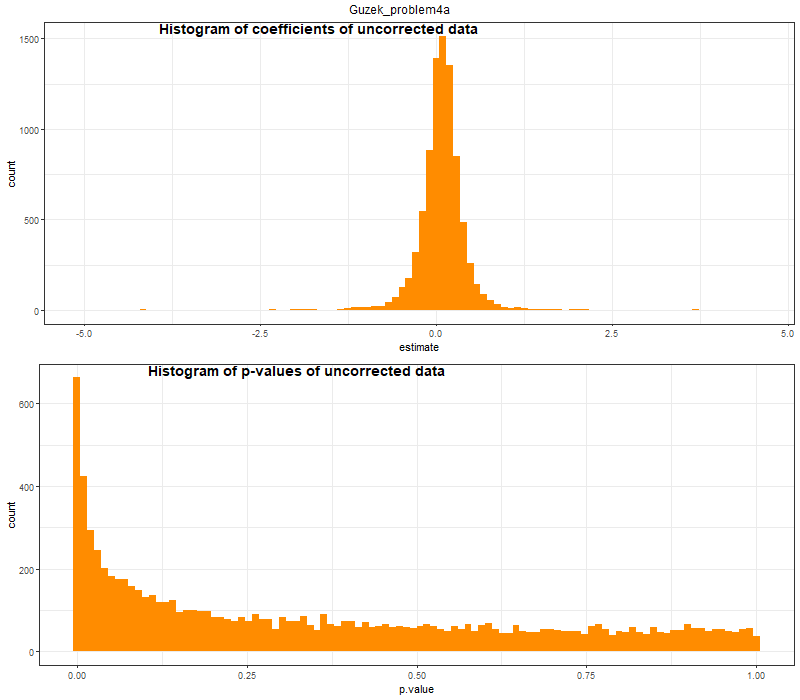 Guzek_problem4a
Histogram of coefficients of uncorrected data
1500
1000
500
0
count
-5.0 -2.5 0.0 2.5 5.0
estimate
Histogram of p-values of uncorrected data
600
400
200
0
count
0.00 0.25 0.50 0.75 1.00
p.value